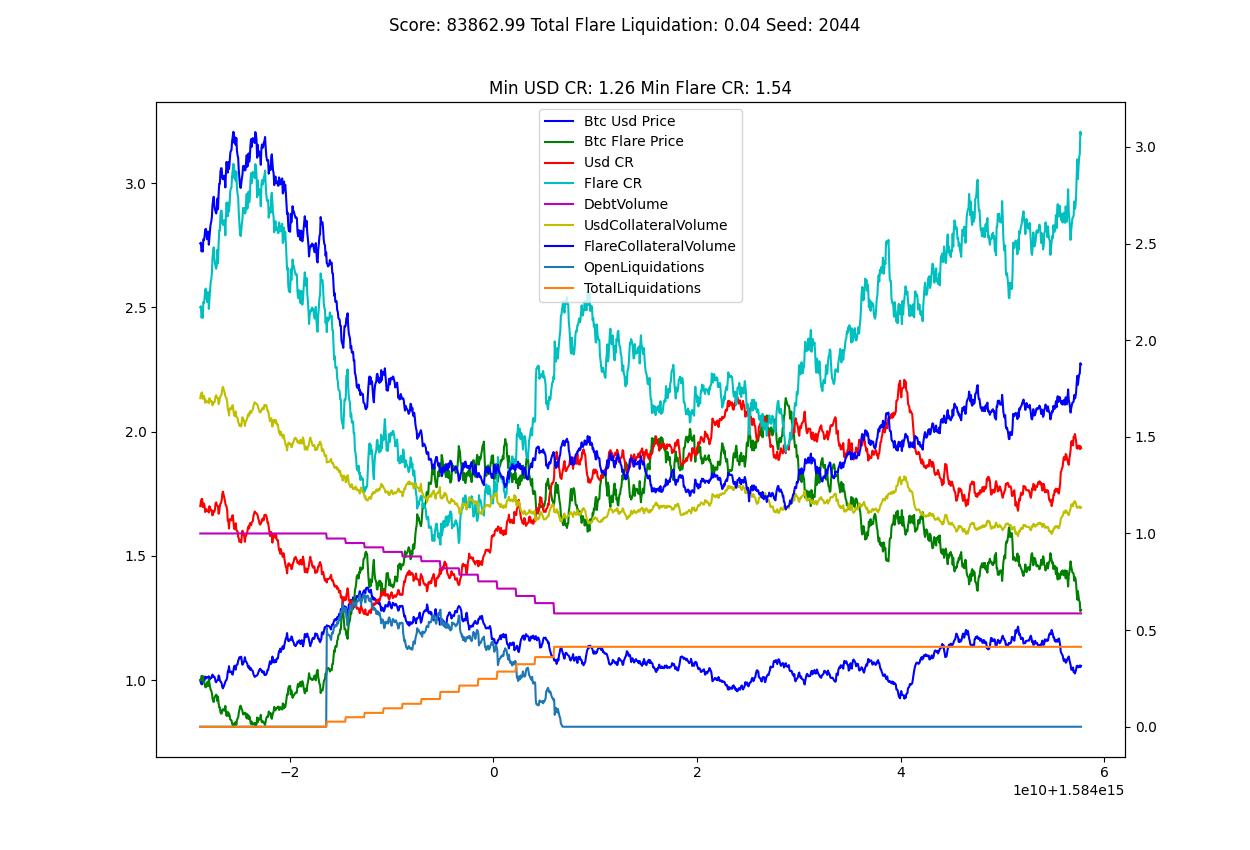 Score: 83862.99 Total Flare Liquidation: 0.04 Seed: 2044
Min USD CR: 1.26 Min Flare CR: 1.54
Btc Usd Price
Btc Flare Price
Usd CR
Flare CR
DebtVolume
UsdCollateralVolume
FlareCollateralVolume
OpenLiquidations
TotalLiquidations
3.0
2.5
2.0
1.5
1.0
3.0
2.5
2.0
1.5
1.0
0.5
0.0
−2 0 2 4 6
1e10+1.584e15